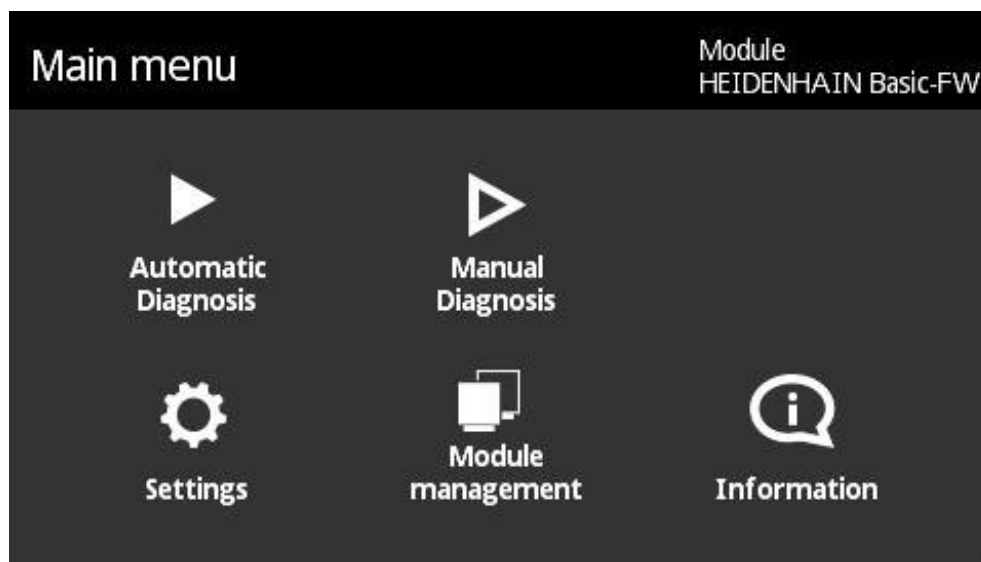 Main menu
Module
HEIDENHAIN Basic-FW
Automatic
Diagnosis
Manual
Diagnosis
Settings
Module
management
Information